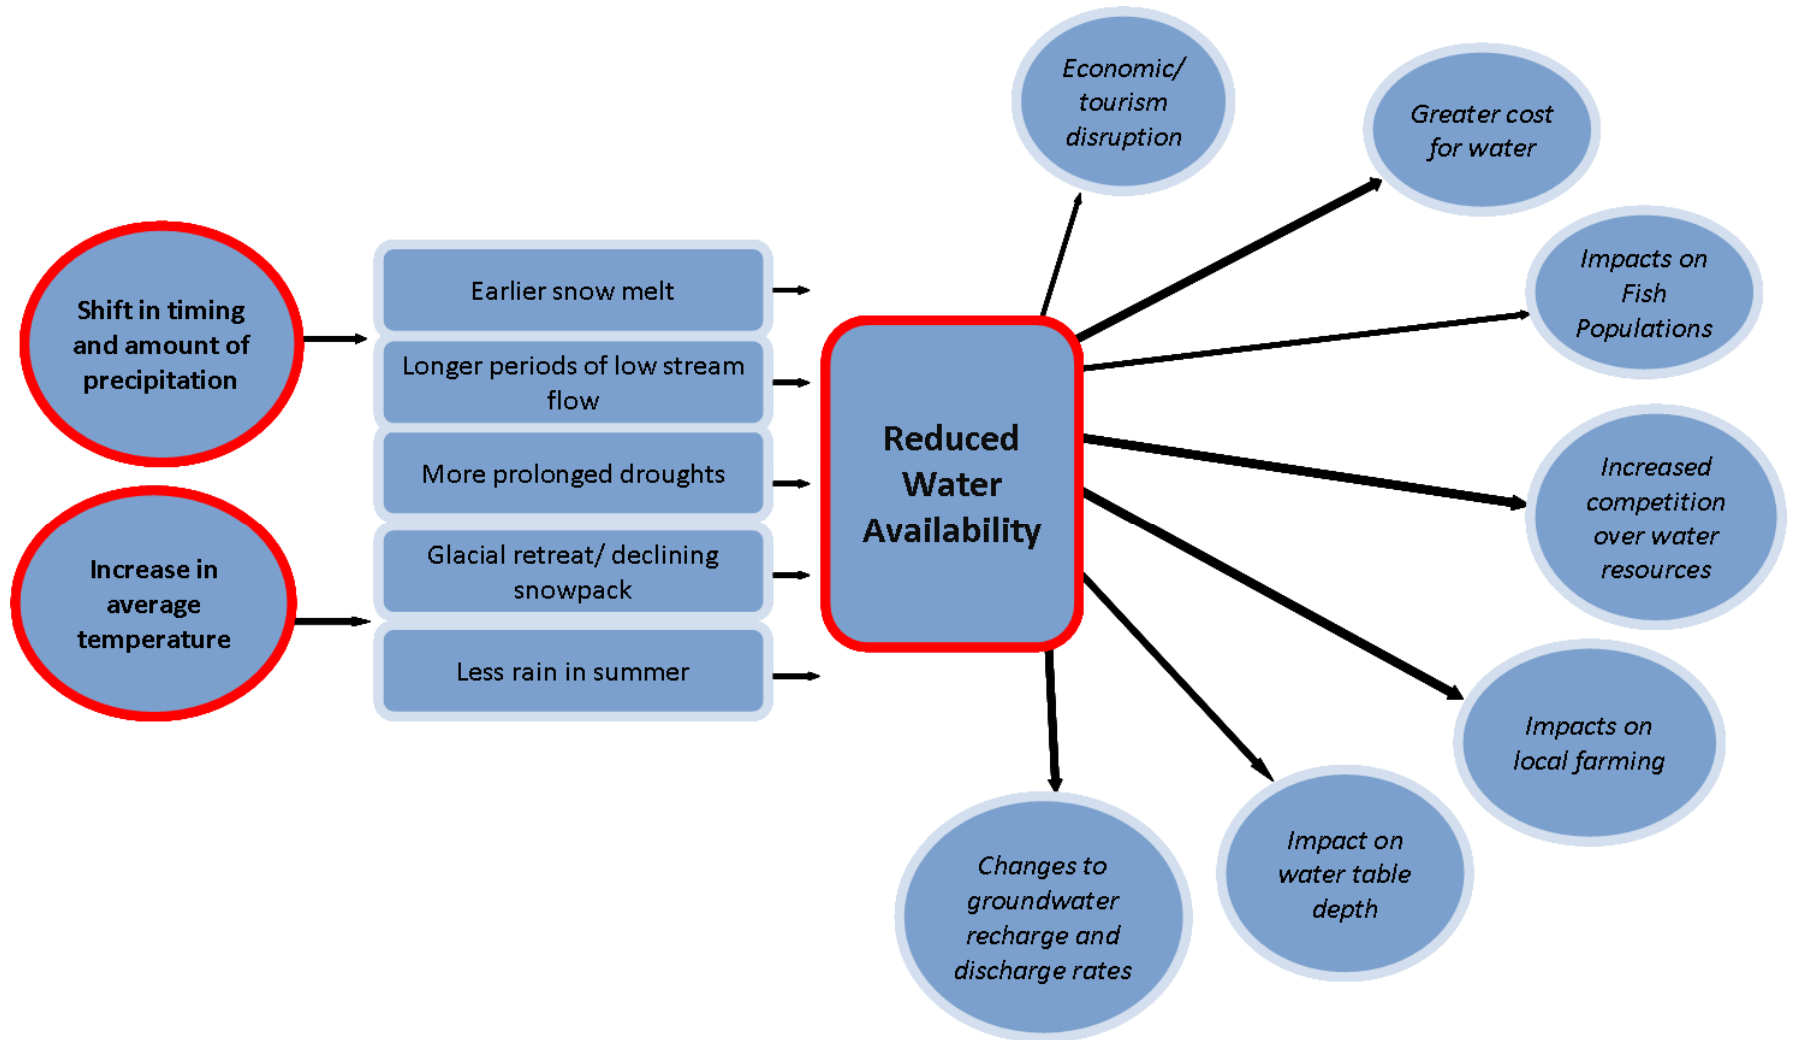 Shift in timing
and amount of
precipitation
Increase in
average
temperature
Earlier snow melt
Longer periods of low stream
flow
More prolonged droughts
Glacial retreat/ declining
snowpack
Less rain in summer
Reduced
Water
Availability
Economic/
tourism
disruption
Greater cost
for water
Impacts on
Fish
Populations
Increased
competition
over water
resources
Impacts on
local farming
Impact on
water table
depth
Changes to
groundwater
recharge and
discharge rates